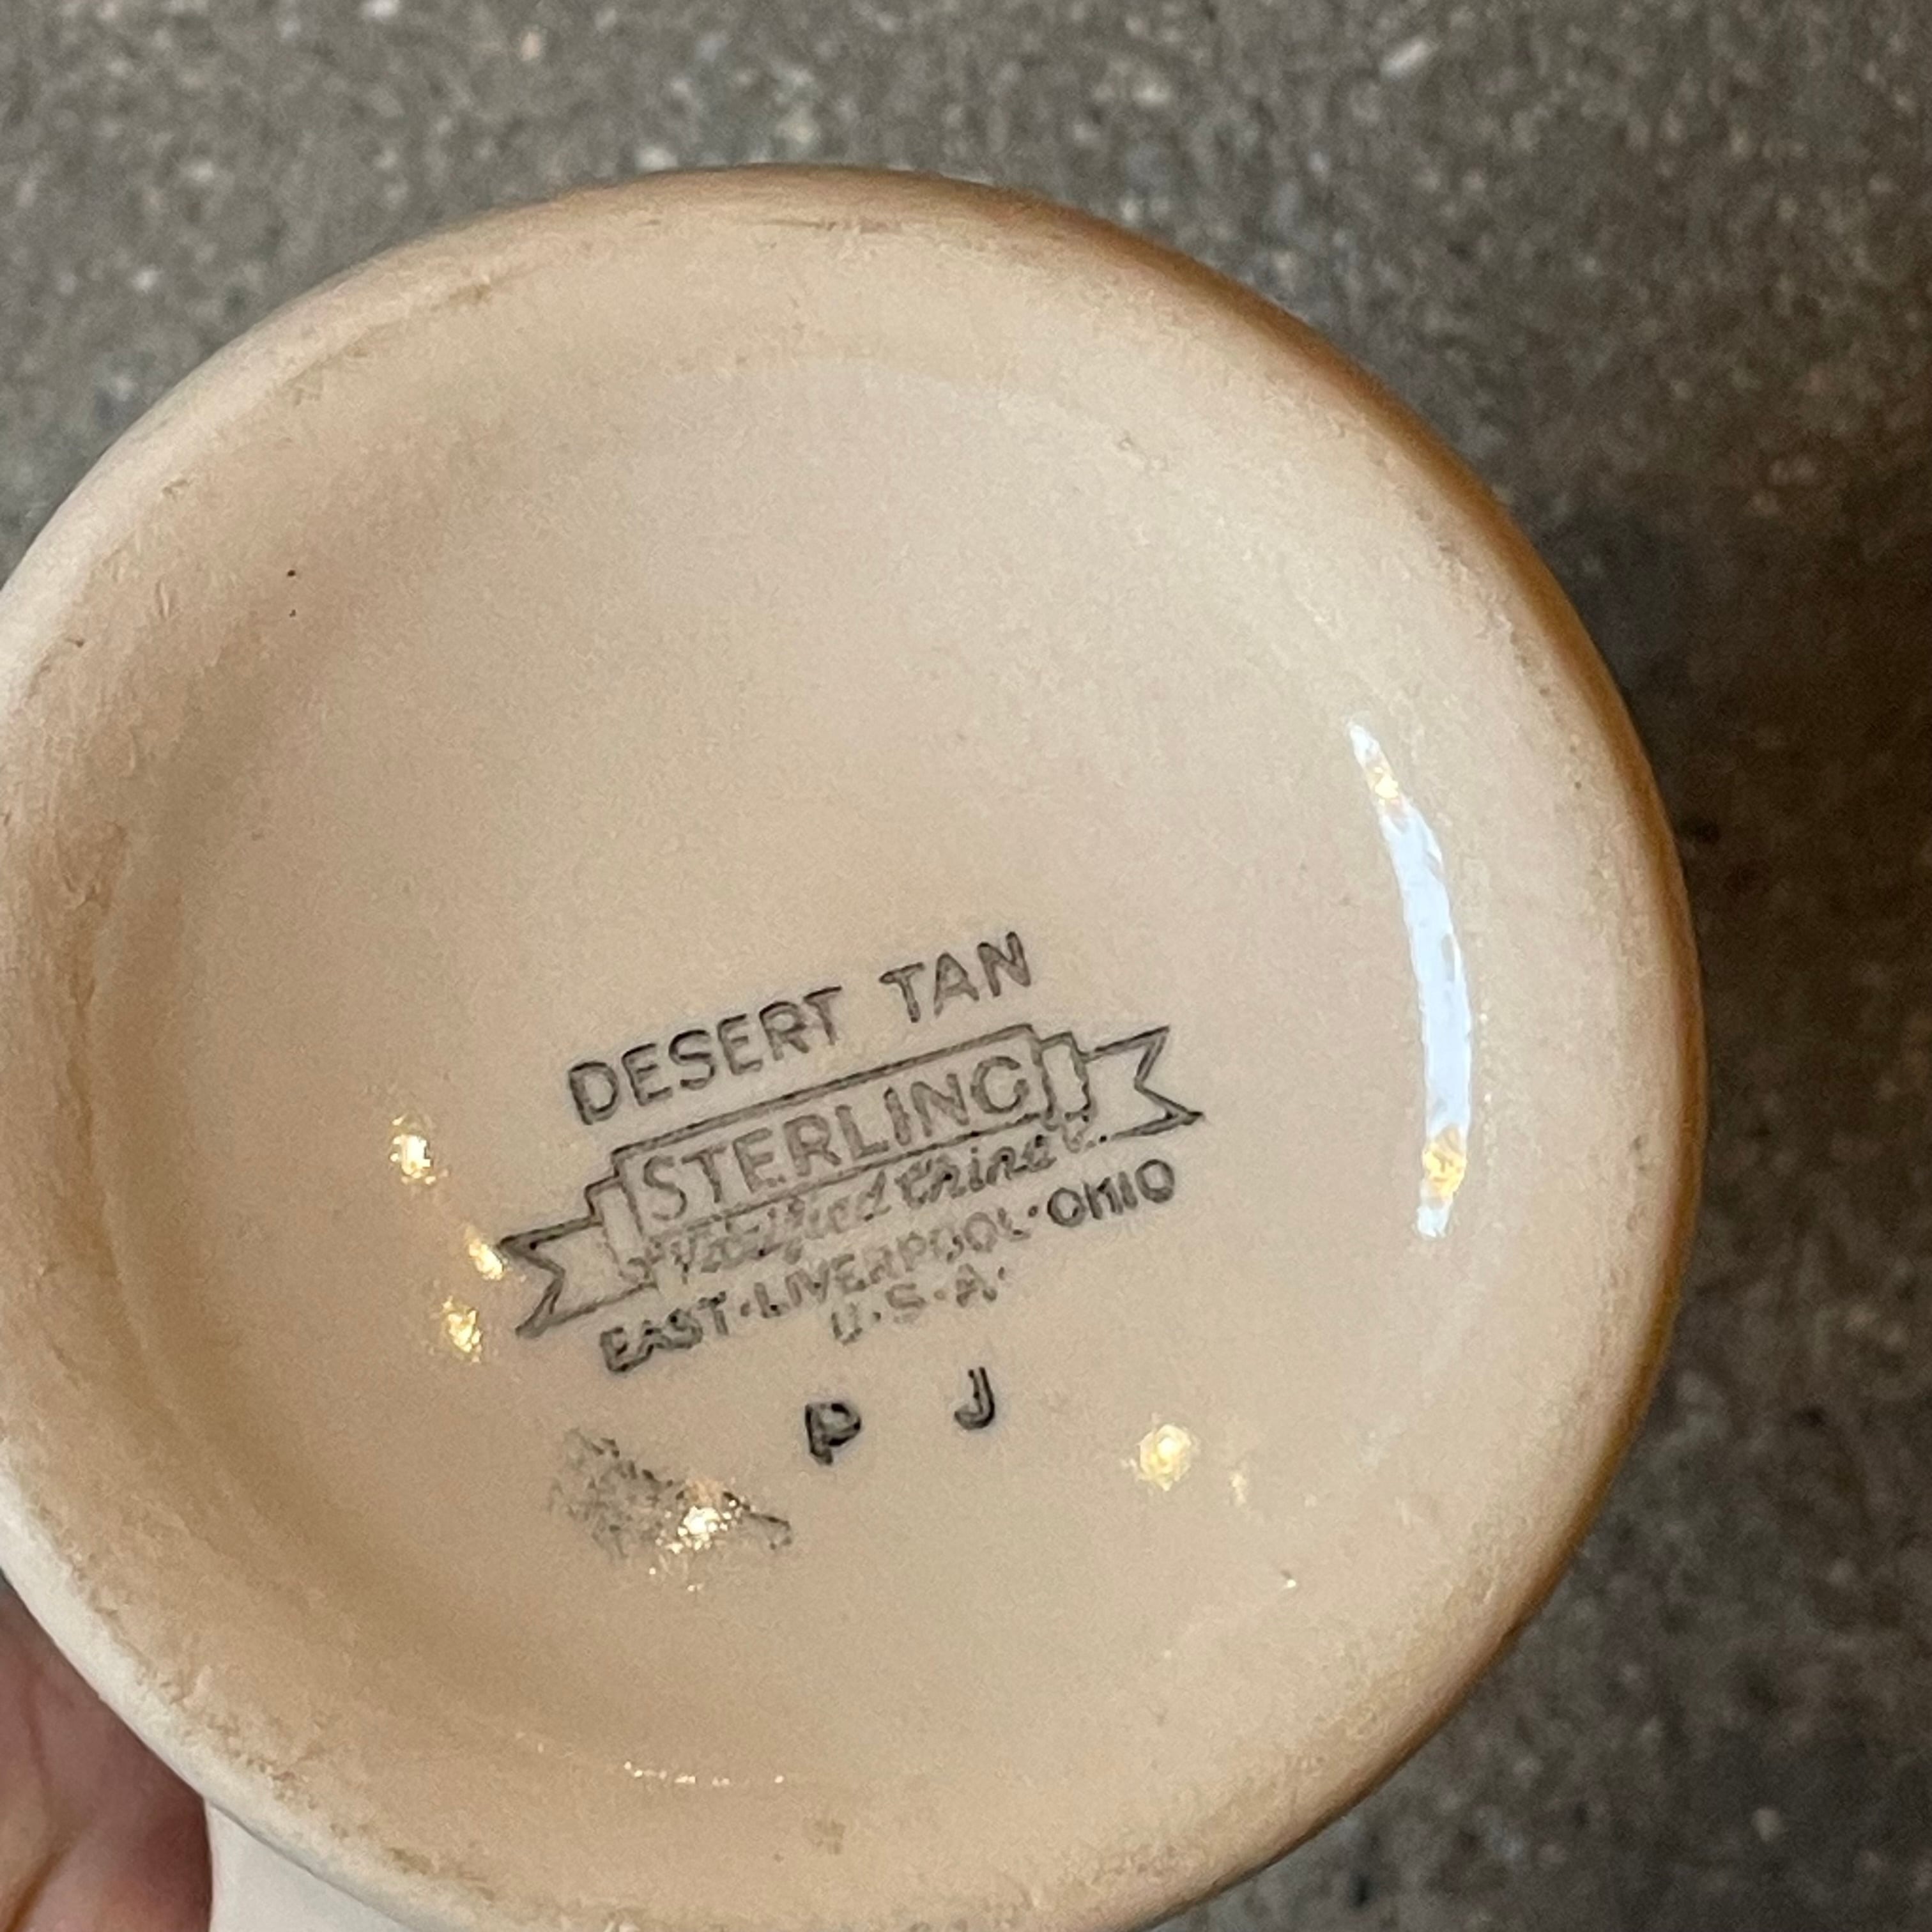 DESERT TAN
STERLING
Vitrified China
EAST·LIVERPOOL·OHIO
U·S·A·
P J